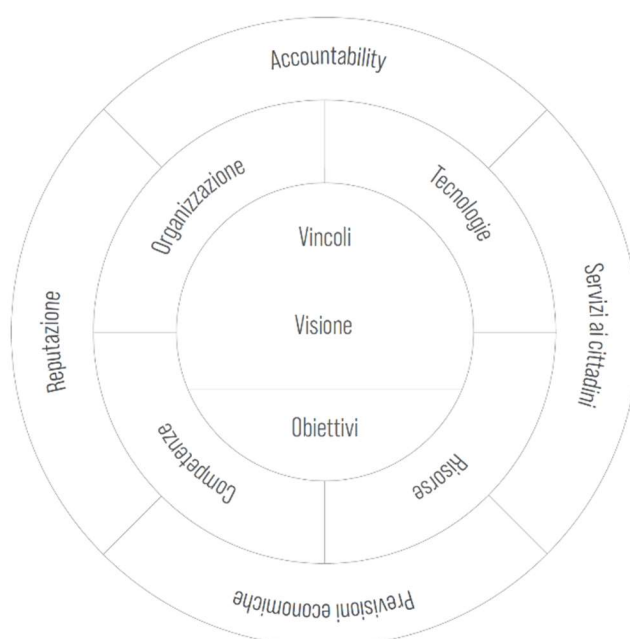 Accountability
Organizzazione
Tecnologie
Vincoli
Reputazione
Visione
Servizi ai cittadini
Obiettivi
Competenze
Risorse
Previsioni economiche